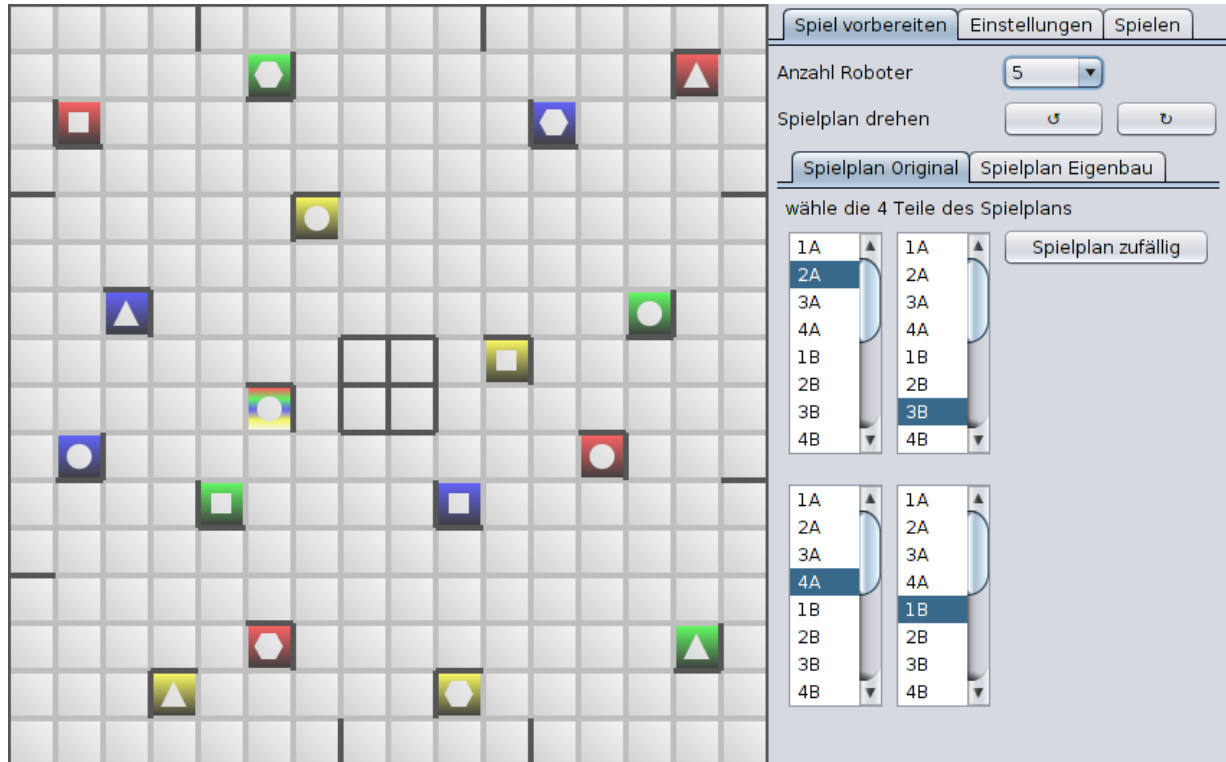 Spiel vorbereiten Einstellungen Spielen
Anzahl Roboter 5
Spielplan drehen ↺ ↻
Spielplan Original Spielplan Eigenbau
wähle die 4 Teile des Spielplans
1A 1A Spielplan zufällig
2A 2A
3A 3A
4A 4A
1B 1B
2B 2B
3B 3B
4B 4B
1A 1A
2A 2A
3A 3A
4A 4A
1B 1B
2B 2B
3B 3B
4B 4B